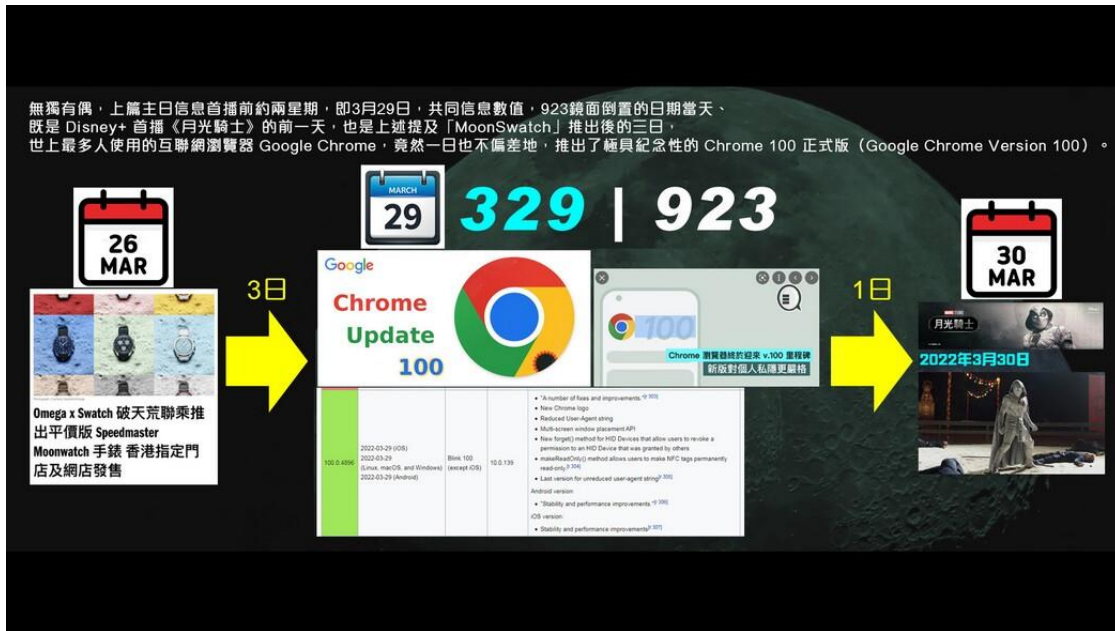 無獨有偶，上篇主日信息首播前約兩星期，即3月29日，共同信息數值，923鏡面倒置的日期當天、
既是 Disney+ 首播《月光騎士》的前一天，也是上述提及「MoonSwatch」推出後的三日，
世上最多人使用的互聯網瀏覽器 Google Chrome，竟然一日也不偏差地，推出了極具紀念性的 Chrome 100 正式版（Google Chrome Version 100）。
MARCH
29
329 | 923
26
MAR
3日
Omega x Swatch 破天荒聯乘推
出平價版 Speedmaster
Moonwatch 手錶 香港指定門
店及網店發售
Google
Chrome
Update
100
100
Chrome 瀏覽器終於迎來 v.100 里程碑
新版對個人私隱更嚴格
100.0.4896
2022-03-29 (iOS)
2022-03-29
(Linux, macOS, and Windows)
2022-03-29 (Android)
Blink 100
(except iOS)
10.0.139
"A number of fixes and improvements."
New Chrome logo
Reduced User-Agent string
Multi-screen window placement API
New forget() method for HID Devices that allow users to revoke a
permission to an HID Device that was granted by others
makeReadOnly() method allows users to make NFC tags permanently
read-only.
Last version for unreduced user-agent string
Android version:
"Stability and performance improvements."
iOS version:
Stability and performance improvements
1日
30
MAR
月光騎士
2022年3月30日